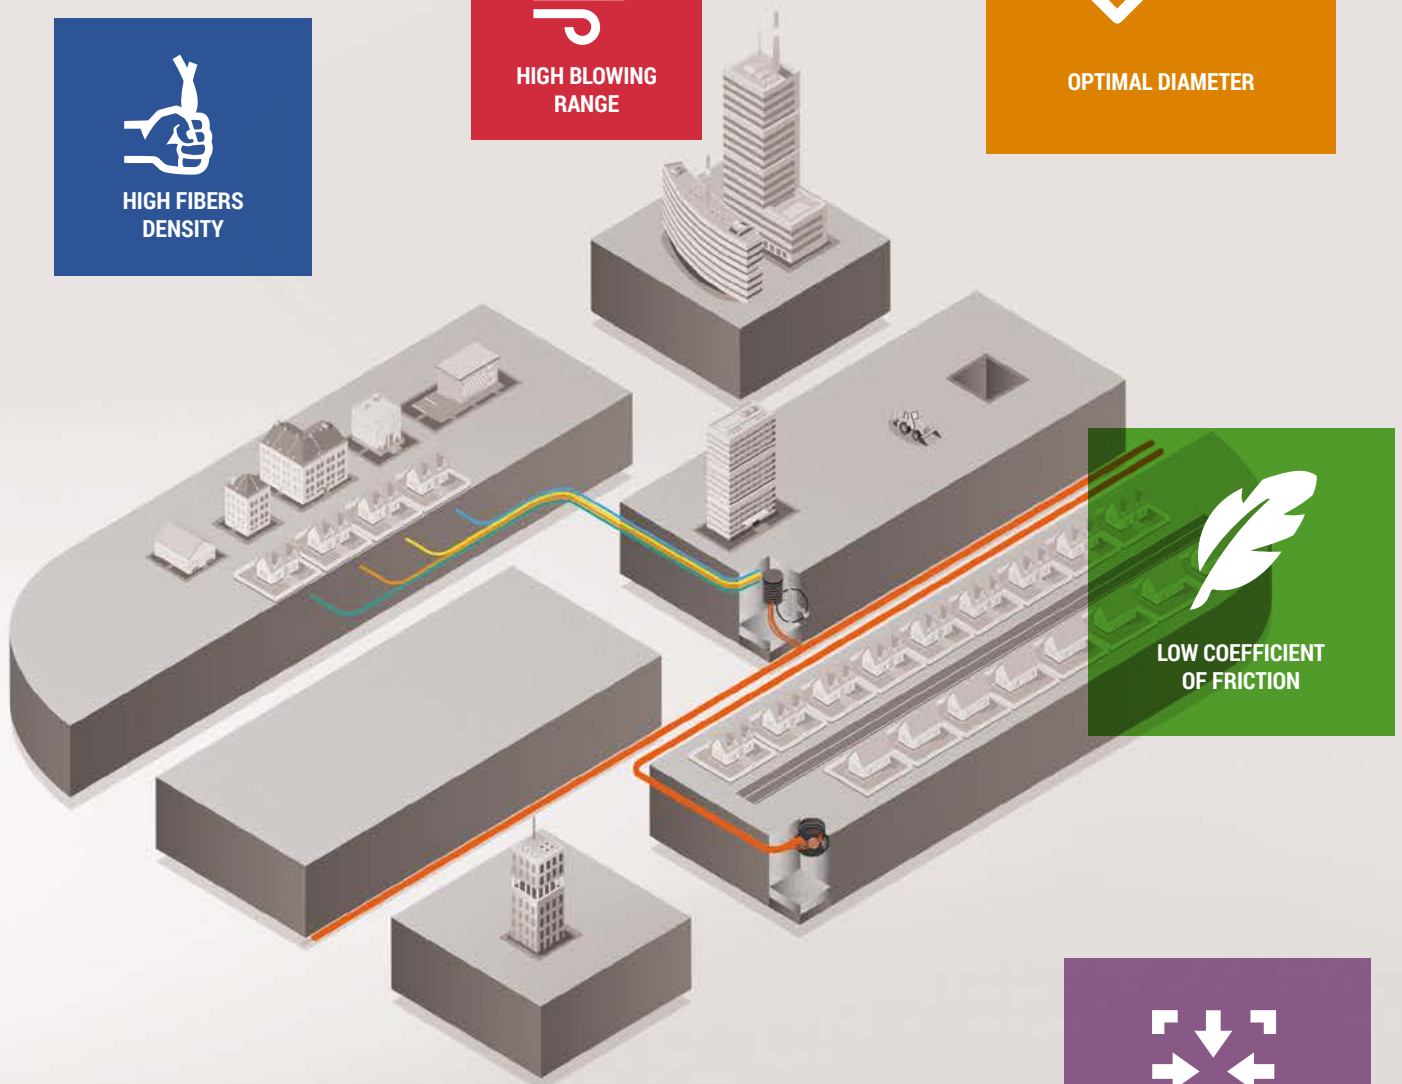 HIGH BLOWING
RANGE
OPTIMAL DIAMETER
HIGH FIBERS
DENSITY
LOW COEFFICIENT
OF FRICTION